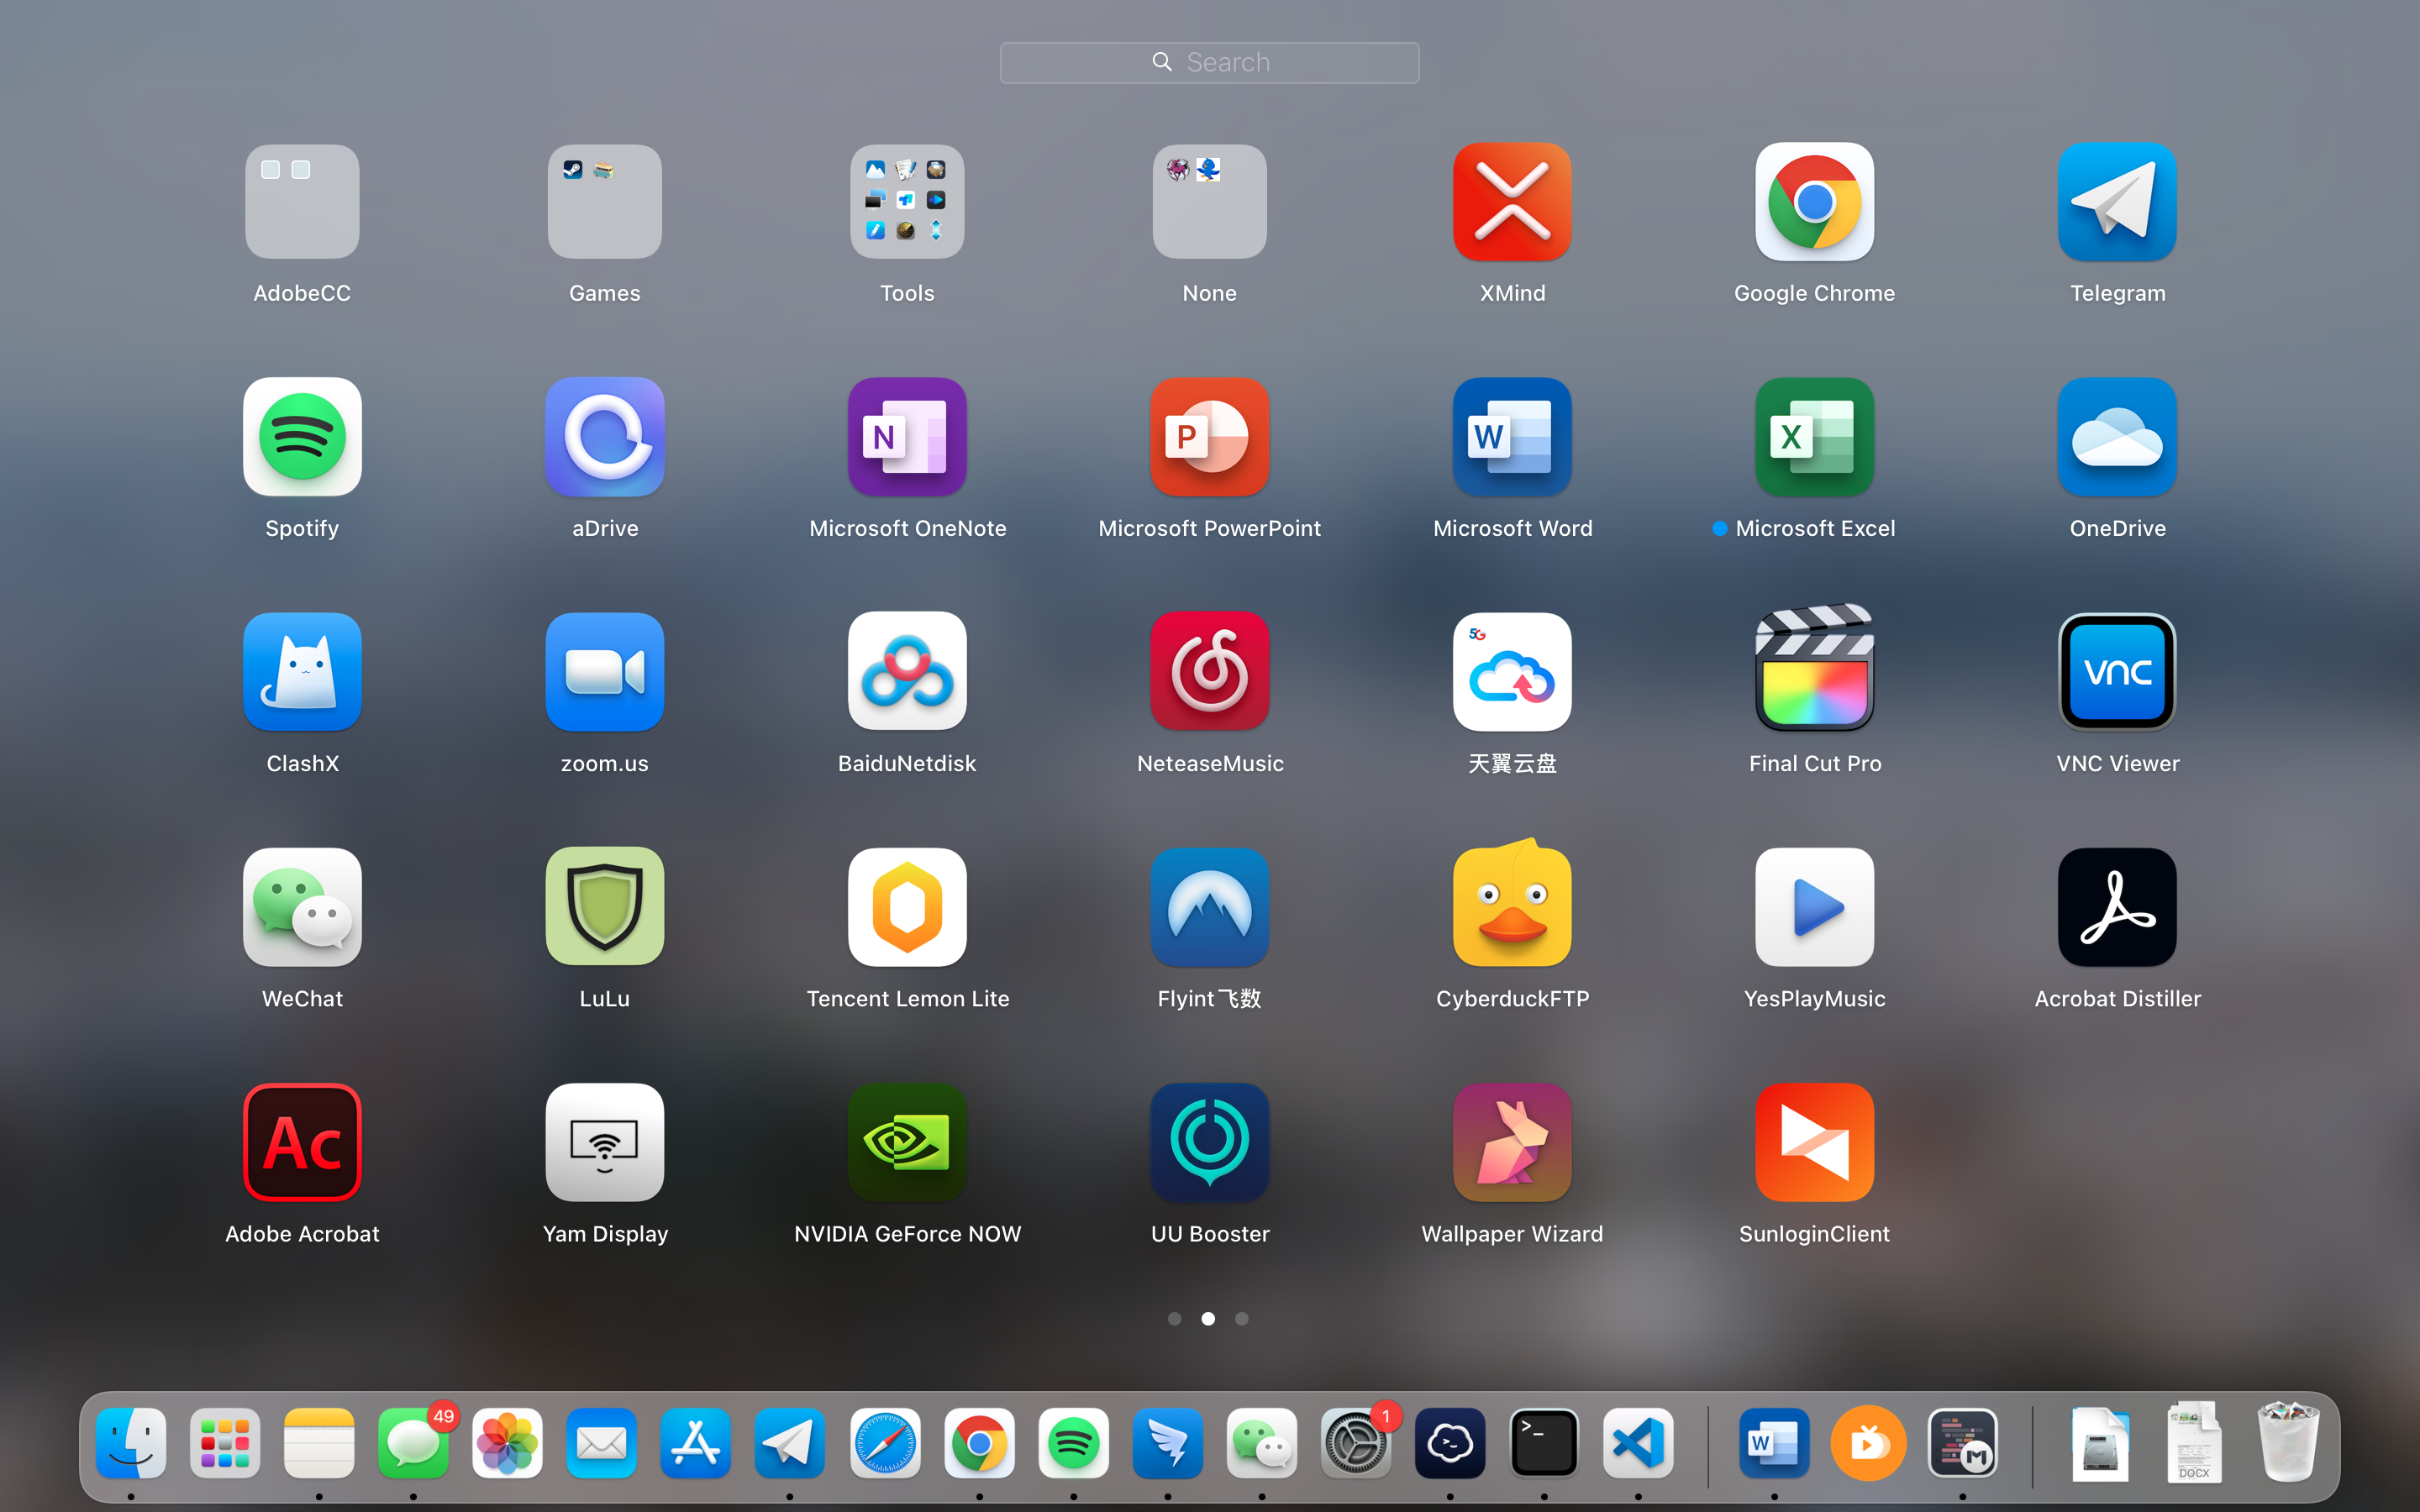 Search
AdobeCC
Games
Tools
None
XMind
Google Chrome
Telegram
N
P
W
X
Spotify
aDrive
Microsoft OneNote
Microsoft PowerPoint
Microsoft Word
Microsoft Excel
OneDrive
5G
VNC
ClashX
zoom.us
BaiduNetdisk
NeteaseMusic
天翼云盘
Final Cut Pro
VNC Viewer
WeChat
LuLu
Tencent Lemon Lite
Flyint飞数
CyberduckFTP
YesPlayMusic
Acrobat Distiller
Ac
Adobe Acrobat
Yam Display
NVIDIA GeForce NOW
UU Booster
Wallpaper Wizard
SunloginClient
49
1
>_
W
M
DOCX